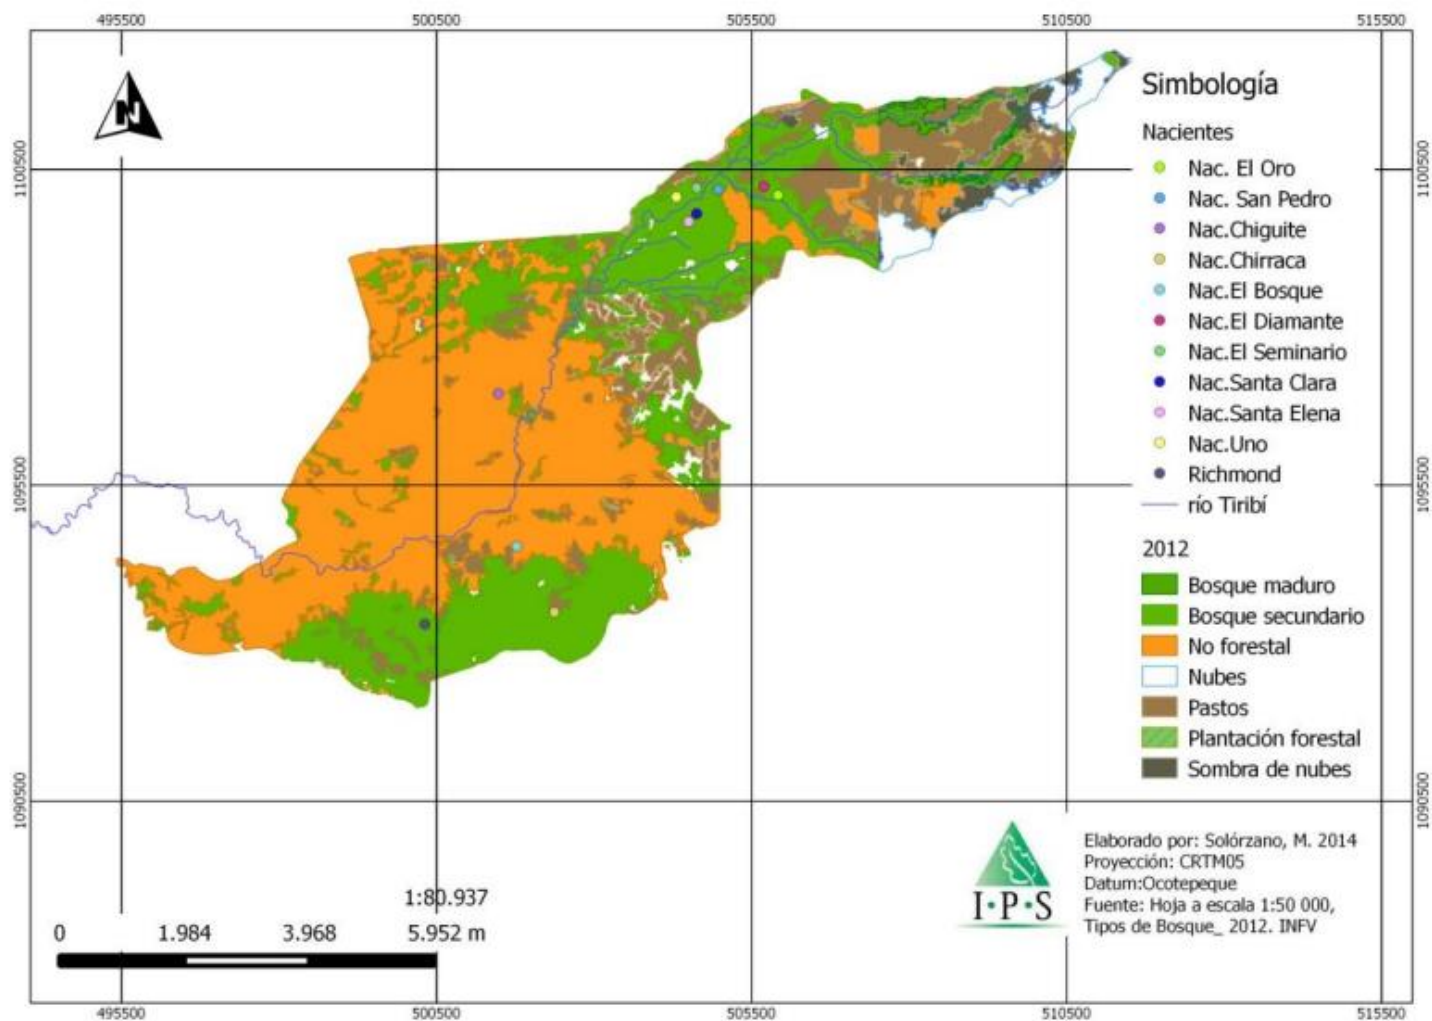 495500 500500 505500 510500 515500
N
1100500
1095500
1090500
1100500
1095500
1090500
Simbología
Nacientes
Nac. El Oro
Nac. San Pedro
Nac.Chiguite
Nac.Chirraca
Nac.El Bosque
Nac.El Diamante
Nac.El Seminario
Nac.Santa Clara
Nac.Santa Elena
Nac.Uno
Richmond
río Tiribí
2012
Bosque maduro
Bosque secundario
No forestal
Nubes
Pastos
Plantación forestal
Sombra de nubes
1:80.937
0 1.984 3.968 5.952 m
I·P·S
Elaborado por: Solórzano, M. 2014
Proyección: CRTM05
Datum:Ocotepeque
Fuente: Hoja a escala 1:50 000,
Tipos de Bosque_ 2012. INFV
495500 500500 505500 510500 515500